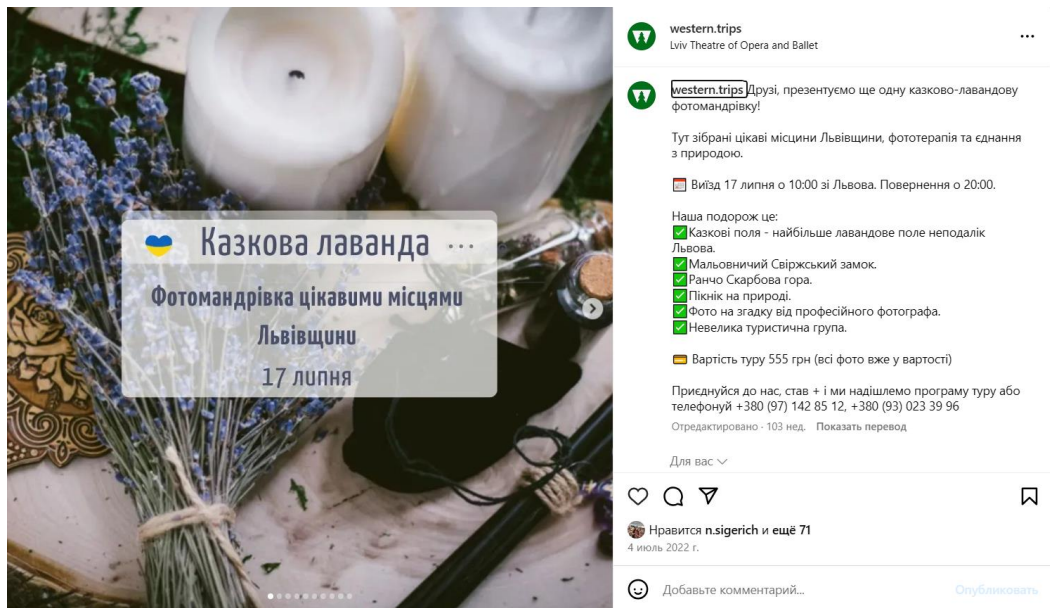 Казкова лаванда
Фотомандрівка цікавими місцями
Львівщини
17 липня
western.trips
Lviv Theatre of Opera and Ballet
western.trips Друзі, презентуємо ще одну казково-лавандову
фотомандрівку!
Тут зібрані цікаві місцини Львівщини, фототерапія та єднання
з природою.
Виїзд 17 липня о 10:00 зі Львова. Повернення о 20:00.
Наша подорож це:
Казкові поля - найбільше лавандове поле неподалік
Львова.
Мальовничий Свіржський замок.
Ранчо Скарбова гора.
Пікнік на природі.
Фото на згадку від професійного фотографа.
Невелика туристична група.
Вартість туру 555 грн (всі фото вже у вартості)
Приєднуйся до нас, став + і ми надішлемо програму туру або
телефонуй +380 (97) 142 85 12, +380 (93) 023 39 96
Отредактировано · 103 нед. Показать перевод
Для вас
Нравится n.sigerich и ещё 71
4 июль 2022 г.
Добавьте комментарий...
Опубликовать